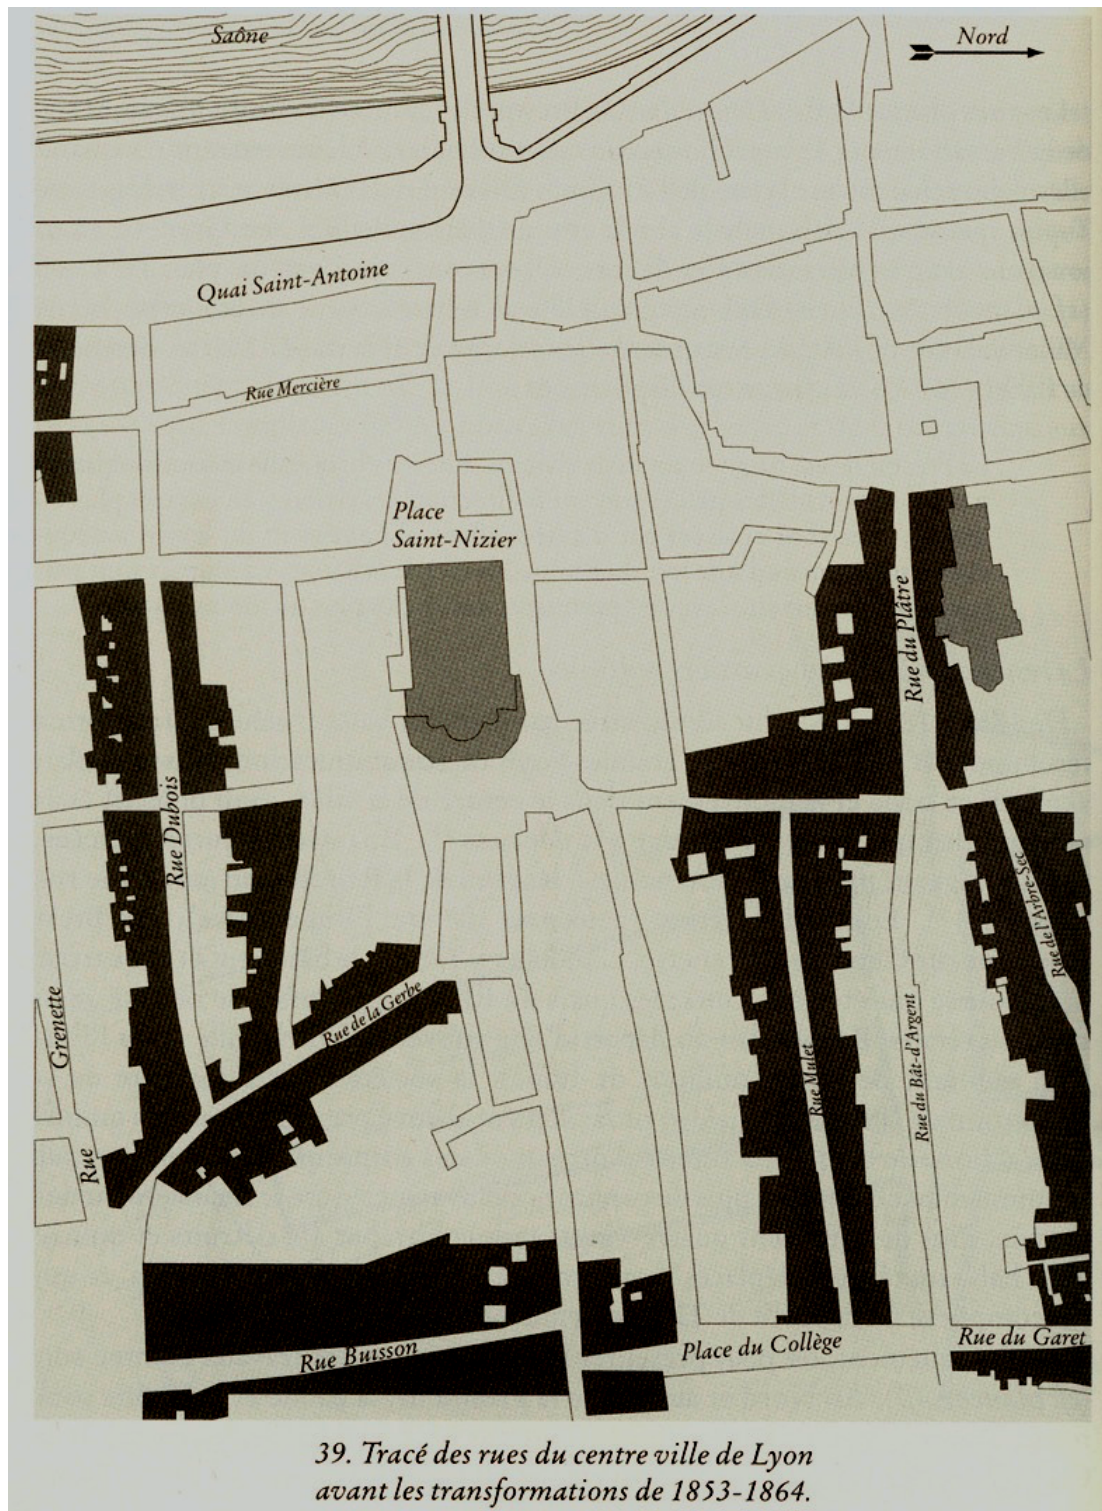 Saône
Nord
Quai Saint-Antoine
Rue Mercière
Place
Saint-Nizier
Rue du Plâtre
Rue Dubois
Rue de l'Arbre-Sec
Grenette
Rue
Rue de la Gerbe
Rue Mulet
Rue du Bât-d'Argent
Rue Buisson
Place du Collège
Rue du Garet
39. Tracé des rues du centre ville de Lyon
avant les transformations de 1853-1864.